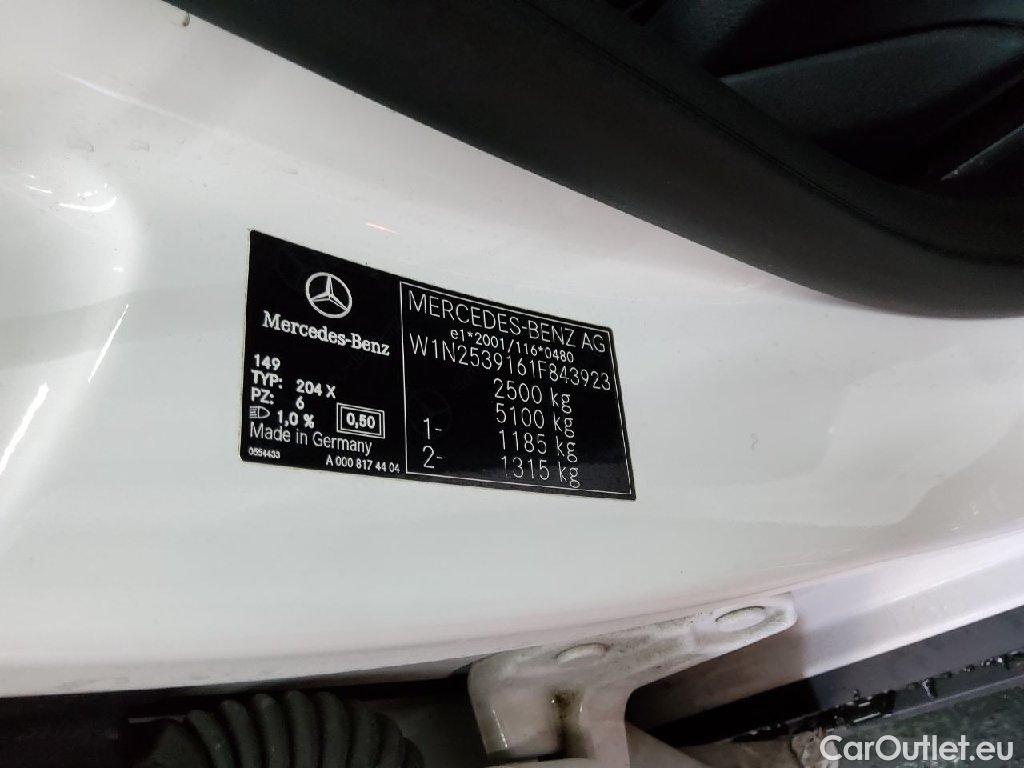 Mercedes-Benz
149
TYP: 204 X
PZ: 6
1,0 % 0,50
Made in Germany
0554433 A 000 817 44 04
MERCEDES-BENZ AG
e1*2001/116*0480
W1N2539161F843923
2500 kg
5100 kg
1- 1185 kg
2- 1315 kg
CarOutlet.eu